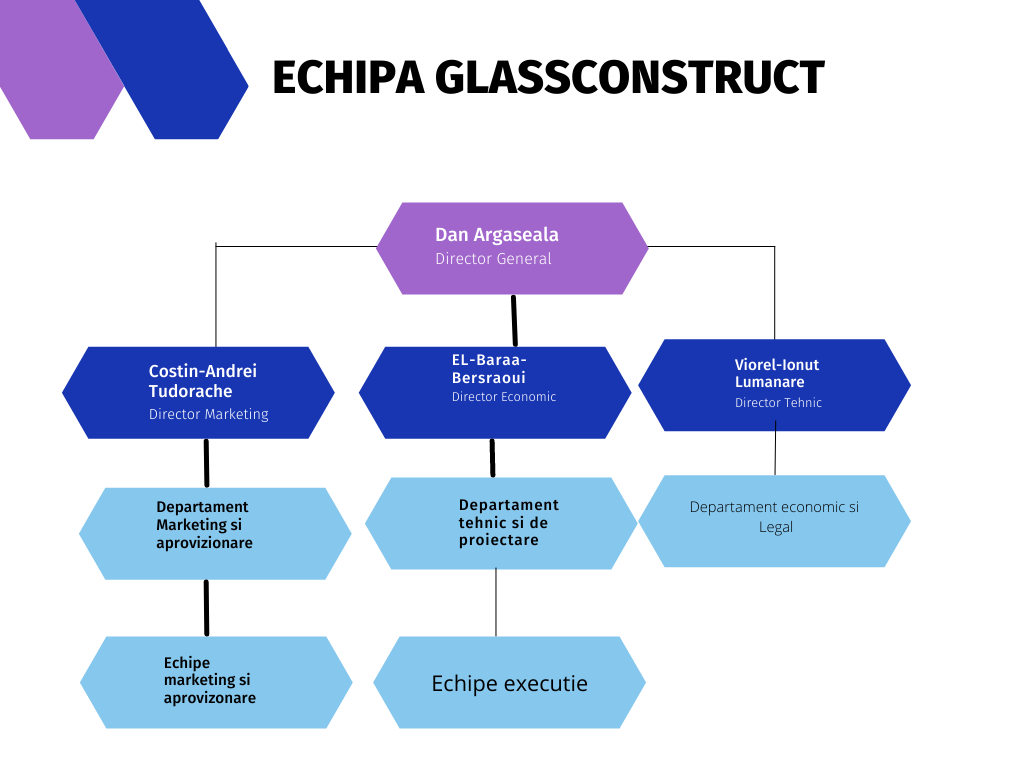 ECHIPA GLASSCONSTRUCT
Dan Argaseala
Director General
Costin-Andrei
Tudorache
Director Marketing
EL-Baraa-
Bersraoui
Director Economic
Viorel-Ionut
Lumanare
Director Tehnic
Departament
Marketing si
aprovizionare
Departament
tehnic si de
proiectare
Departament economic si
Legal
Echipe
marketing si
aprovizonare
Echipe executie